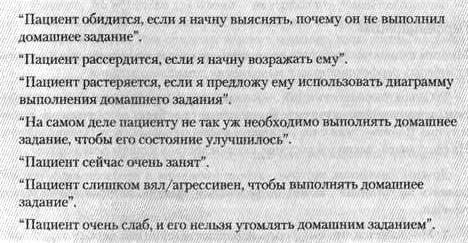 “Пациент обидится, если я начну выяснять, почему он не выполнил
домашнее задание”.
“Пациент рассердится, если я начну возражать ему”.
“Пациент растеряется, если я предложу ему использовать диаграмму
выполнения домашнего задания”.
“На самом деле пациенту не так уж необходимо выполнять домашнее
задание, чтобы его состояние улучшилось”.
“Пациент сейчас очень занят”.
“Пациент слишком вял/агрессивен, чтобы выполнять домашнее
задание”.
“Пациент очень слаб, и его нельзя утомлять домашним заданием”.